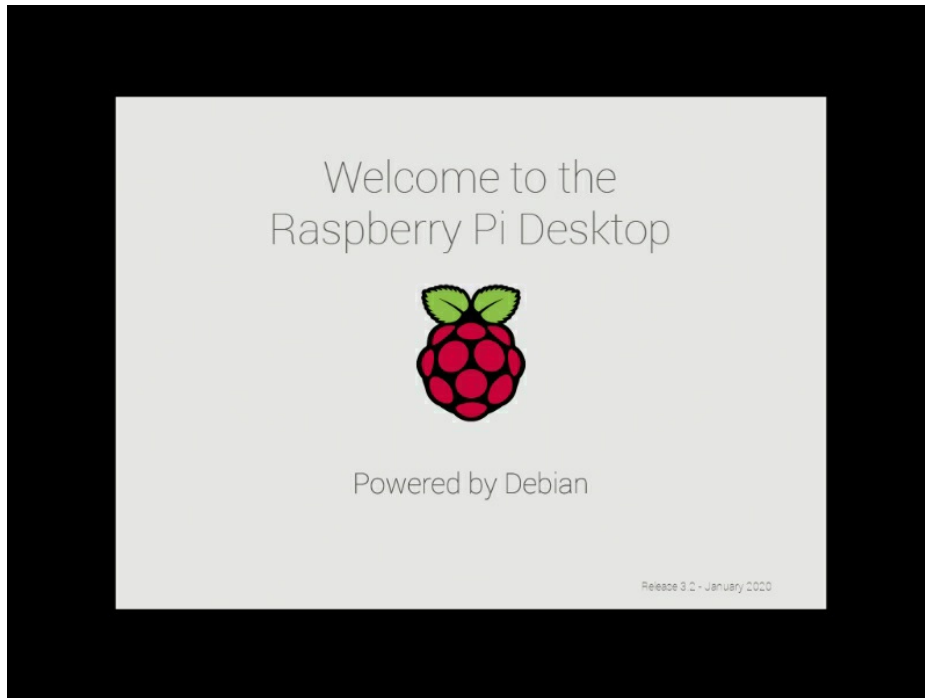 Welcome to the
Raspberry Pi Desktop
Powered by Debian
Release 3.2 - January 2020